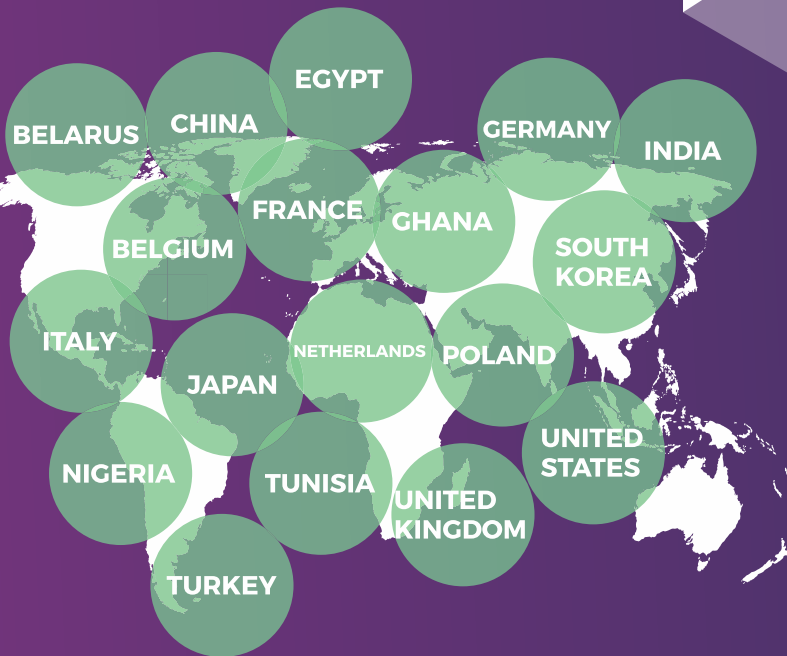 EGYPT
CHINA
BELARUS
GERMANY
INDIA
FRANCE
GHANA
BELGIUM
SOUTH
KOREA
ITALY
JAPAN
NETHERLANDS
POLAND
UNITED
STATES
NIGERIA
TUNISIA
UNITED
KINGDOM
TURKEY